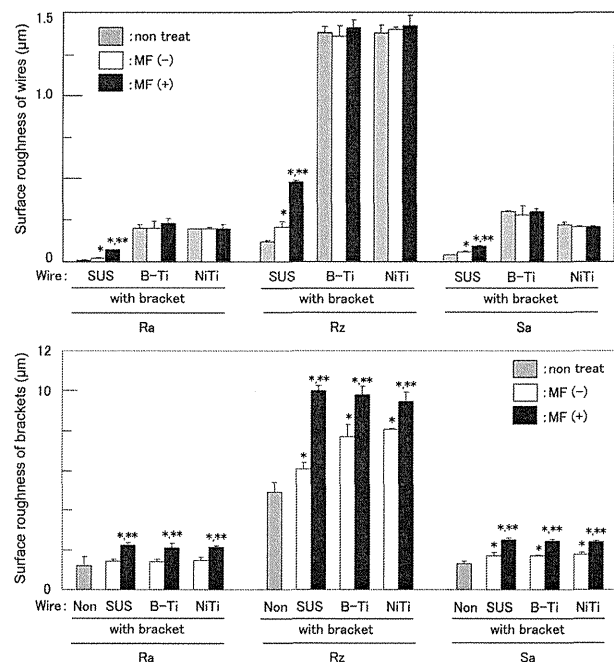 Surface roughness of wires (μm)
1.5
1.0
0
:non treat
:MF (-)
:MF (+)
*
*,**
*
*,**
*
*,**
Wire: SUS B-Ti NiTi SUS B-Ti NiTi SUS B-Ti NiTi
with bracket with bracket with bracket
Ra Rz Sa
Surface roughness of brackets (μm)
12
10
0
:non treat
:MF (-)
:MF (+)
*,** *,** *,**
* *,** * *,** * *,**
* *,** * *,** * *,**
Wire: Non SUS B-Ti NiTi Non SUS B-Ti NiTi Non SUS B-Ti NiTi
with bracket with bracket with bracket
Ra Rz Sa